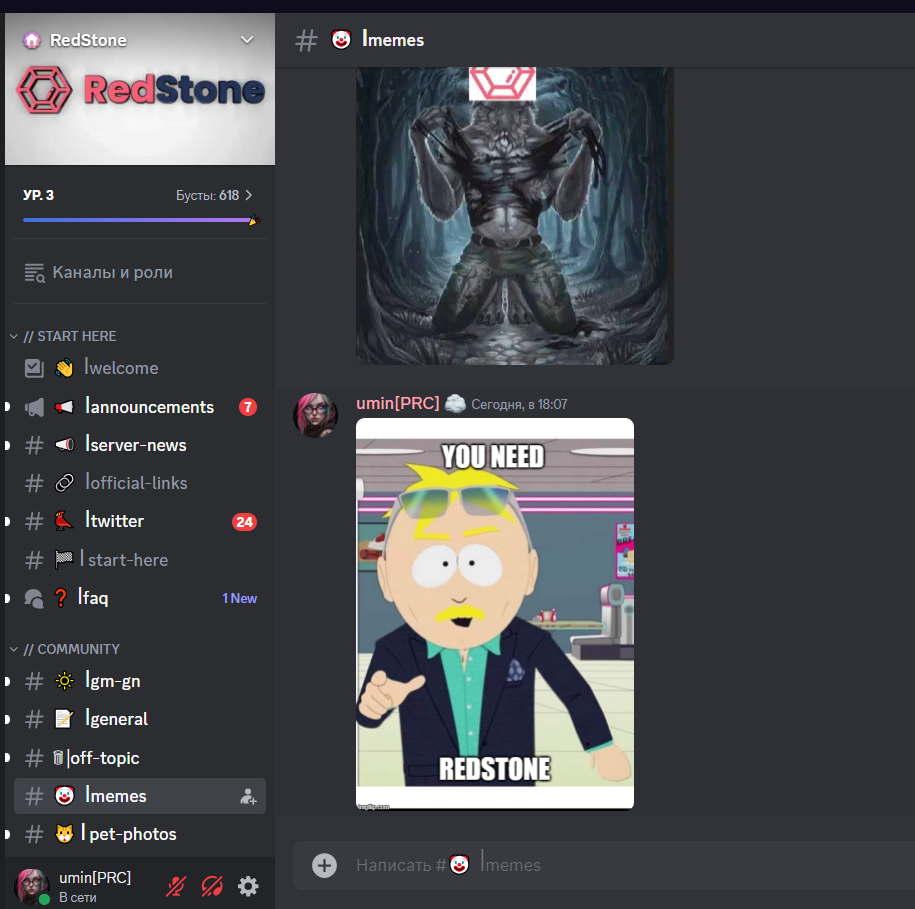 RedStone
RedStone
УР. 3
Бусты: 618
Каналы и роли
// START HERE
|welcome
|announcements
7
|server-news
|official-links
|twitter
24
| start-here
|faq
1 New
// COMMUNITY
|gm-gn
|general
|off-topic
|memes
| pet-photos
umin[PRC]
В сети
|memes
umin[PRC]
Сегодня, в 18:07
YOU NEED
REDSTONE
imgflip.com
Написать #🤡 |memes